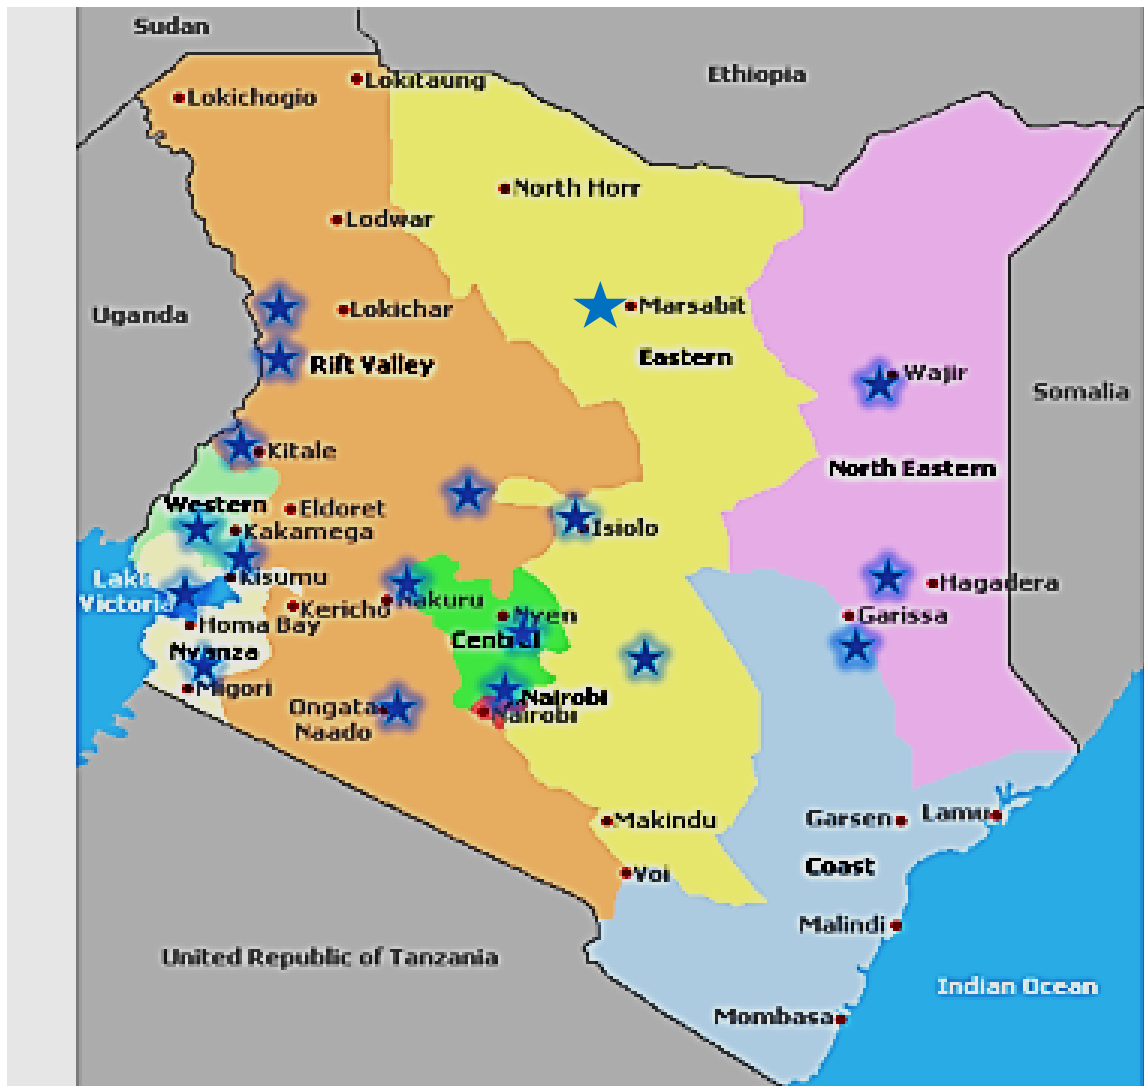 Sudan
Ethiopia
Lokitaung
Lokichogio
North Horr
Lodwar
Marsabit
Lokichar
Uganda
Eastern
Rift Valley
Wajir
Somalia
Kitale
North Eastern
Western
Eldoret
Isiolo
Kakamega
Kisumu
Hagadera
Victoria
Kericho
Nyeri
Garissa
Homa Bay
Central
Nyanza
Migori
Nairobi
Ongata
Nairobi
Naado
Makindu
Garsen
Lamu
Coast
Voi
Malindi
United Republic of Tanzania
Indian Ocean
Mombasa